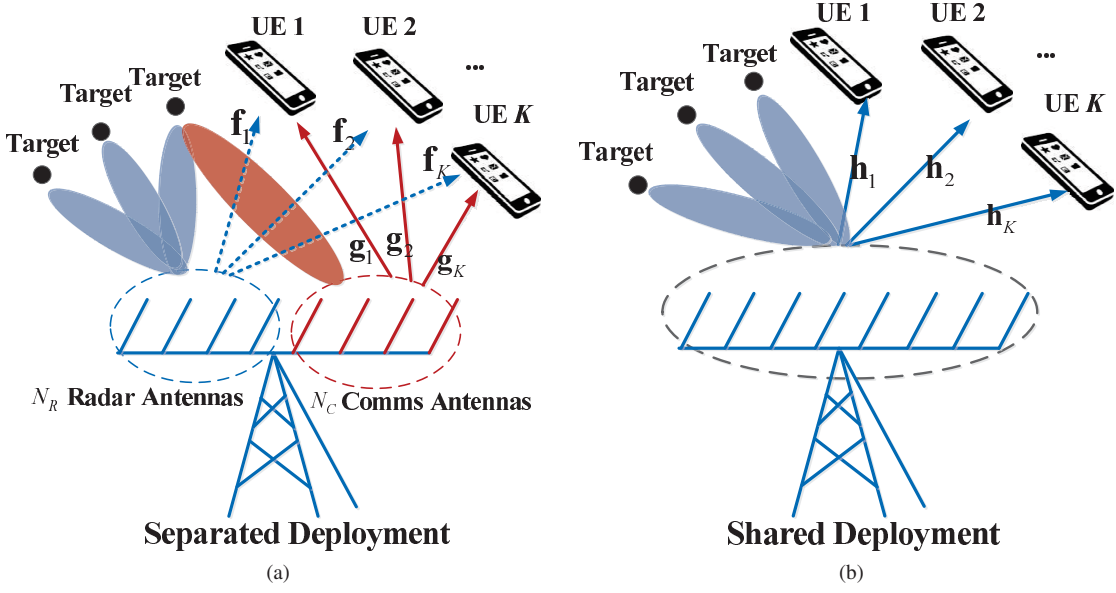 UE 1
UE 2
...
Target
Target
Target
UE K
f1
f2
fK
g1
g2
gK
NR Radar Antennas
NC Comms Antennas
Separated Deployment
(a)
UE 1
UE 2
...
Target
Target
Target
UE K
h1
h2
hK
Shared Deployment
(b)